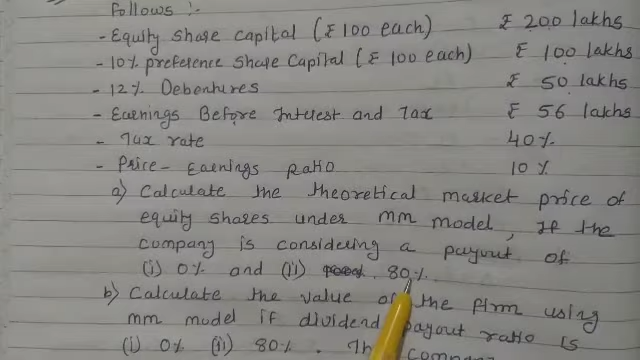 follows :-
- Equity share capital (₹ 100 each) ₹ 200 lakhs
- 10% preference share capital (₹ 100 each) ₹ 100 lakhs
- 12% Debentures ₹ 50 lakhs
- Earnings Before Interest and Tax ₹ 56 lakhs
- Tax rate 40%
- Price - Earnings Ratio 10%
a) Calculate the theoretical market price of
equity shares under MM model, If the
company is considering a payout of
(i) 0% and (ii) 80%.
b) Calculate the value of the firm using
MM model if dividend payout ratio is
(i) 0% (ii) 80%. The company